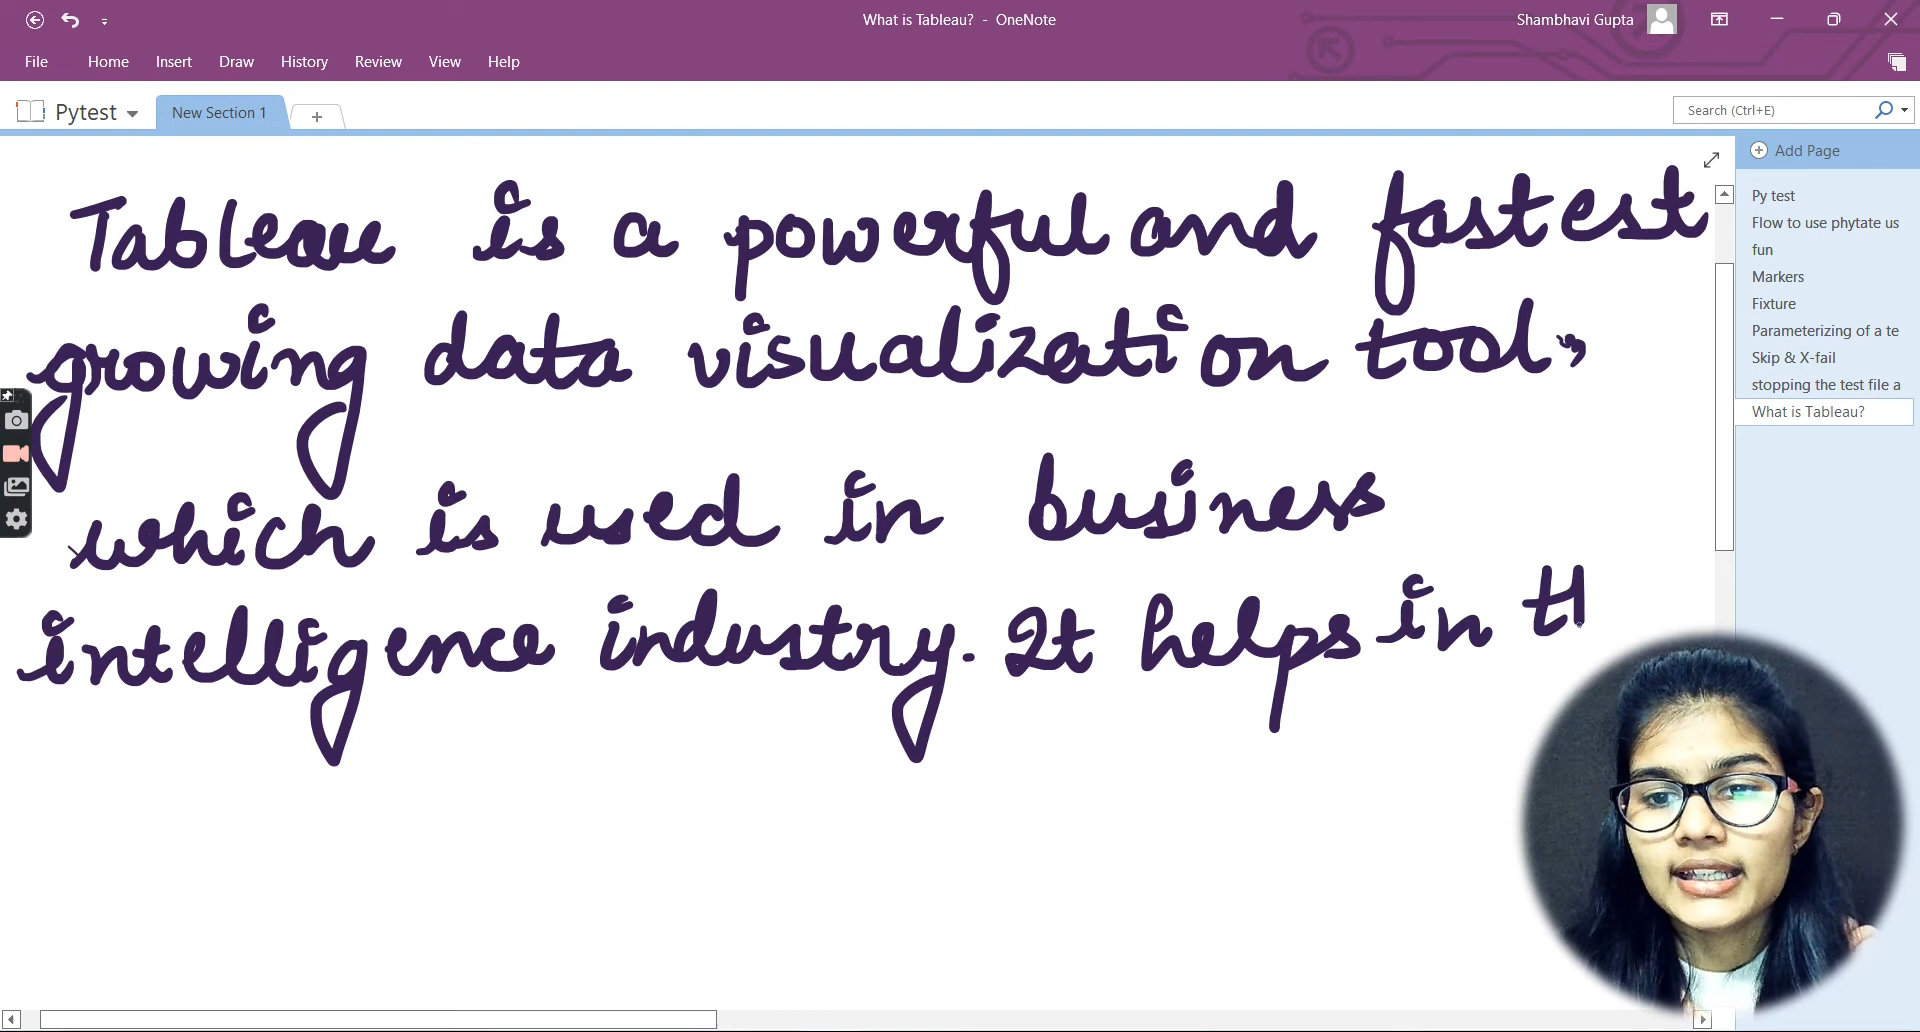 What is Tableau? - OneNote
Shambhavi Gupta
File Home Insert Draw History Review View Help
Pytest New Section 1 +
Search (Ctrl+E)
Add Page
Py test
Flow to use phytate us
fun
Markers
Fixture
Parameterizing of a te
Skip & X-fail
stopping the test file a
What is Tableau?
Tableau is a powerful and fastest
growing data visualization tool,
which is used in business
intelligence industry. It helps in th